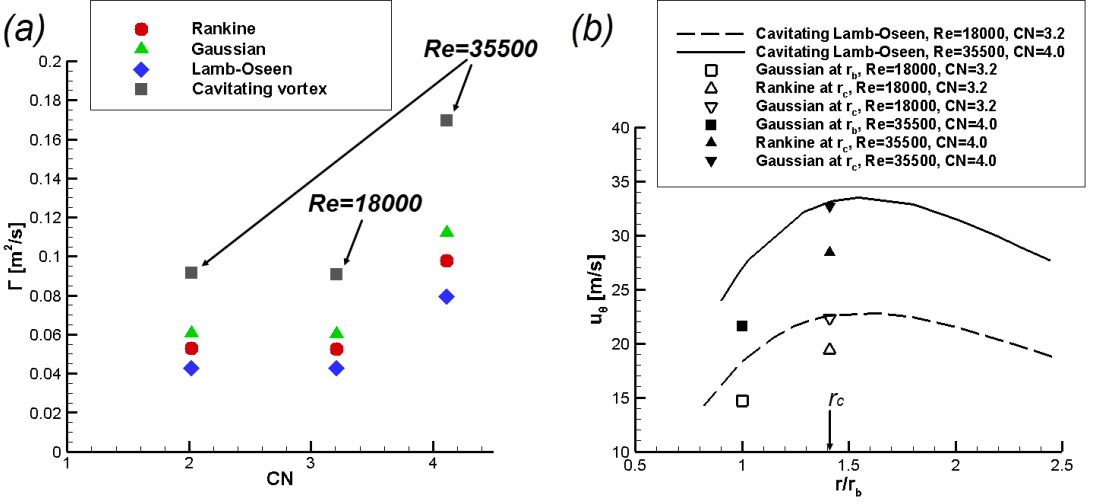 (a)
Rankine
Gaussian
Lamb-Oseen
Cavitating vortex
Re=35500
Re=18000
0.2
0.18
0.16
0.14
0.12
0.1
0.08
0.06
0.04
0.02
0
Γ [m²/s]
1
2
3
4
CN
(b)
Cavitating Lamb-Oseen, Re=18000, CN=3.2
Cavitating Lamb-Oseen, Re=35500, CN=4.0
Gaussian at r_b, Re=18000, CN=3.2
Rankine at r_c, Re=18000, CN=3.2
Gaussian at r_c, Re=18000, CN=3.2
Gaussian at r_b, Re=35500, CN=4.0
Rankine at r_c, Re=35500, CN=4.0
Gaussian at r_c, Re=35500, CN=4.0
40
35
30
25
20
15
10
u_θ [m/s]
r_c
0.5
1
1.5
2
2.5
r/r_b